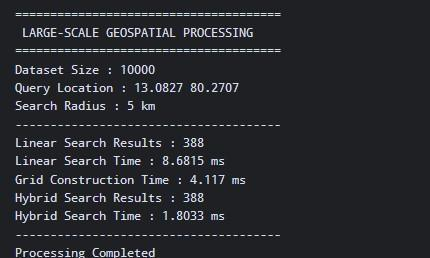 ======================================
LARGE-SCALE GEOSPATIAL PROCESSING
======================================
Dataset Size : 10000
Query Location : 13.0827 80.2707
Search Radius : 5 km
--------------------------------------
Linear Search Results : 388
Linear Search Time : 8.6815 ms
Grid Construction Time : 4.117 ms
Hybrid Search Results : 388
Hybrid Search Time : 1.8033 ms
--------------------------------------
Processing Completed